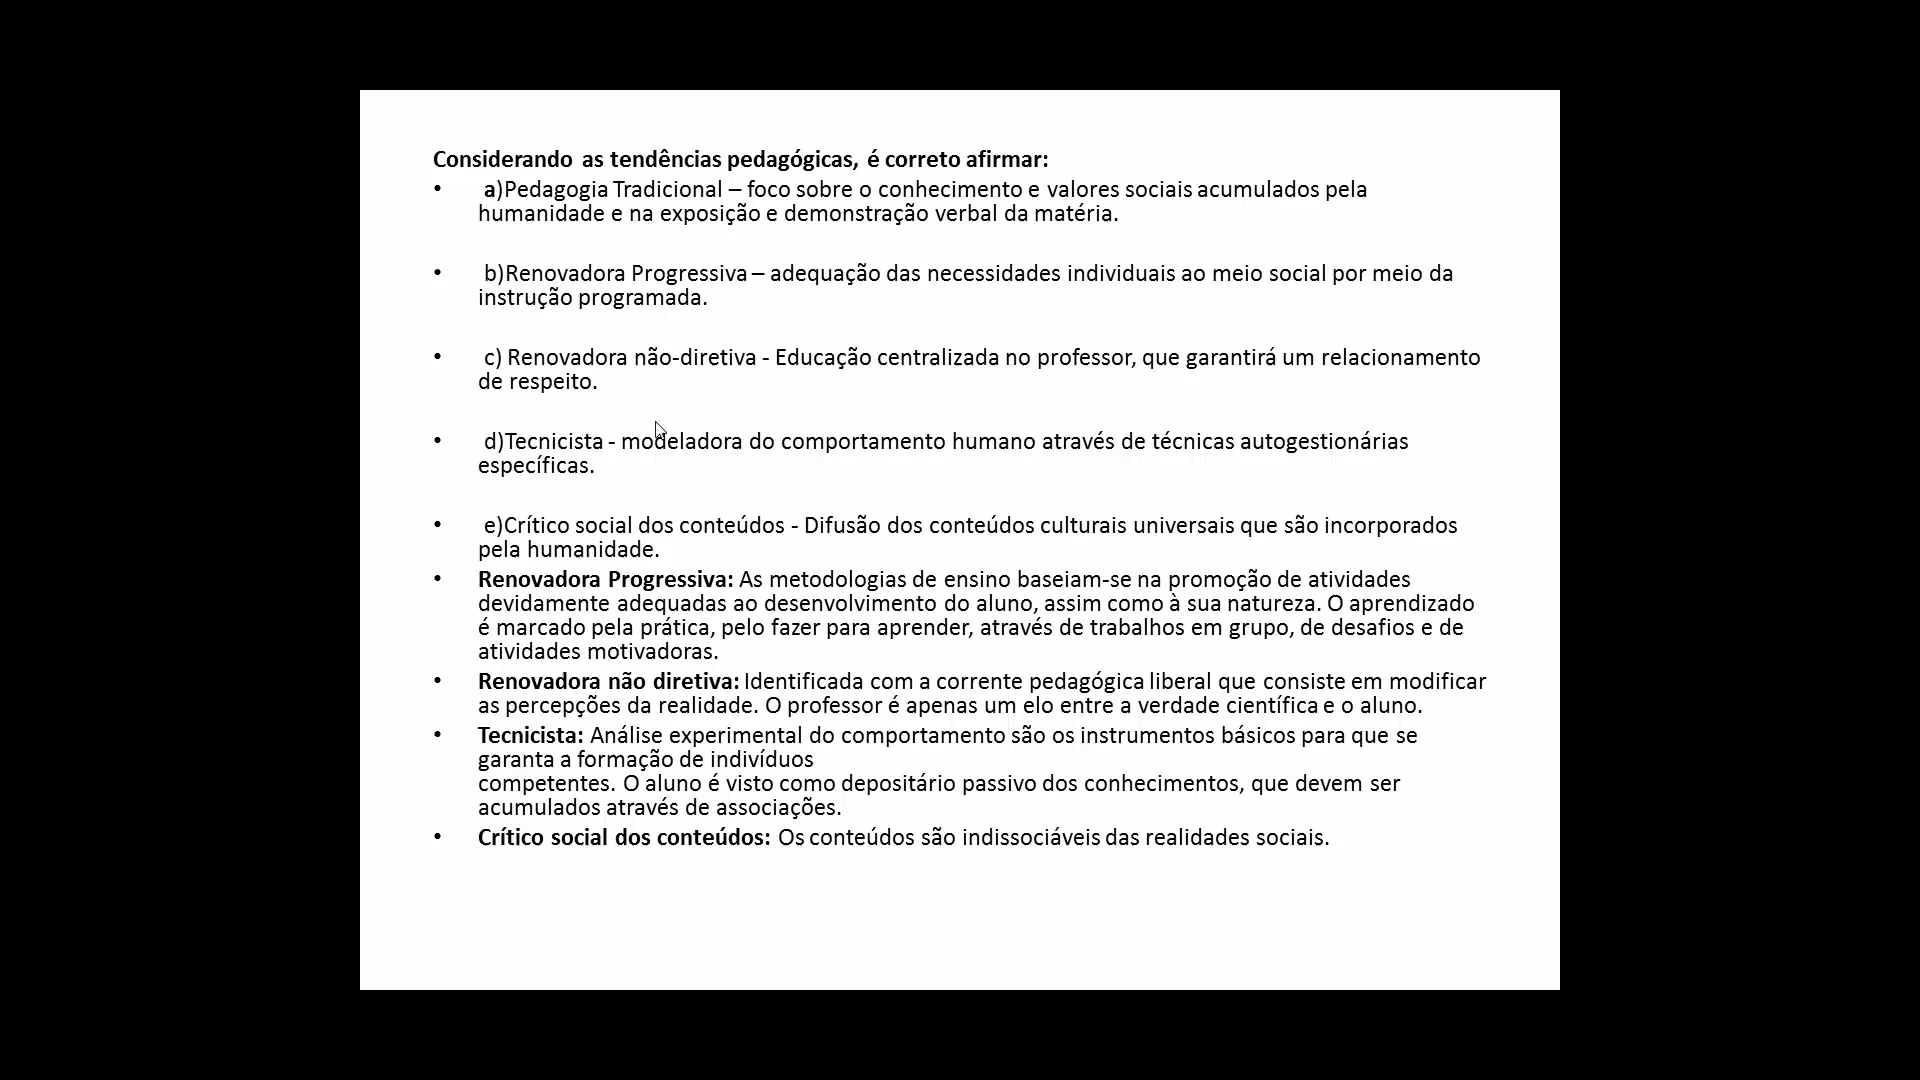 Considerando as tendências pedagógicas, é correto afirmar:
• a)Pedagogia Tradicional – foco sobre o conhecimento e valores sociais acumulados pela
humanidade e na exposição e demonstração verbal da matéria.
• b)Renovadora Progressiva – adequação das necessidades individuais ao meio social por meio da
instrução programada.
• c) Renovadora não-diretiva - Educação centralizada no professor, que garantirá um relacionamento
de respeito.
• d)Tecnicista - modeladora do comportamento humano através de técnicas autogestionárias
específicas.
• e)Crítico social dos conteúdos - Difusão dos conteúdos culturais universais que são incorporados
pela humanidade.
• Renovadora Progressiva: As metodologias de ensino baseiam-se na promoção de atividades
devidamente adequadas ao desenvolvimento do aluno, assim como à sua natureza. O aprendizado
é marcado pela prática, pelo fazer para aprender, através de trabalhos em grupo, de desafios e de
atividades motivadoras.
• Renovadora não diretiva: Identificada com a corrente pedagógica liberal que consiste em modificar
as percepções da realidade. O professor é apenas um elo entre a verdade científica e o aluno.
• Tecnicista: Análise experimental do comportamento são os instrumentos básicos para que se
garanta a formação de indivíduos
competentes. O aluno é visto como depositário passivo dos conhecimentos, que devem ser
acumulados através de associações.
• Crítico social dos conteúdos: Os conteúdos são indissociáveis das realidades sociais.